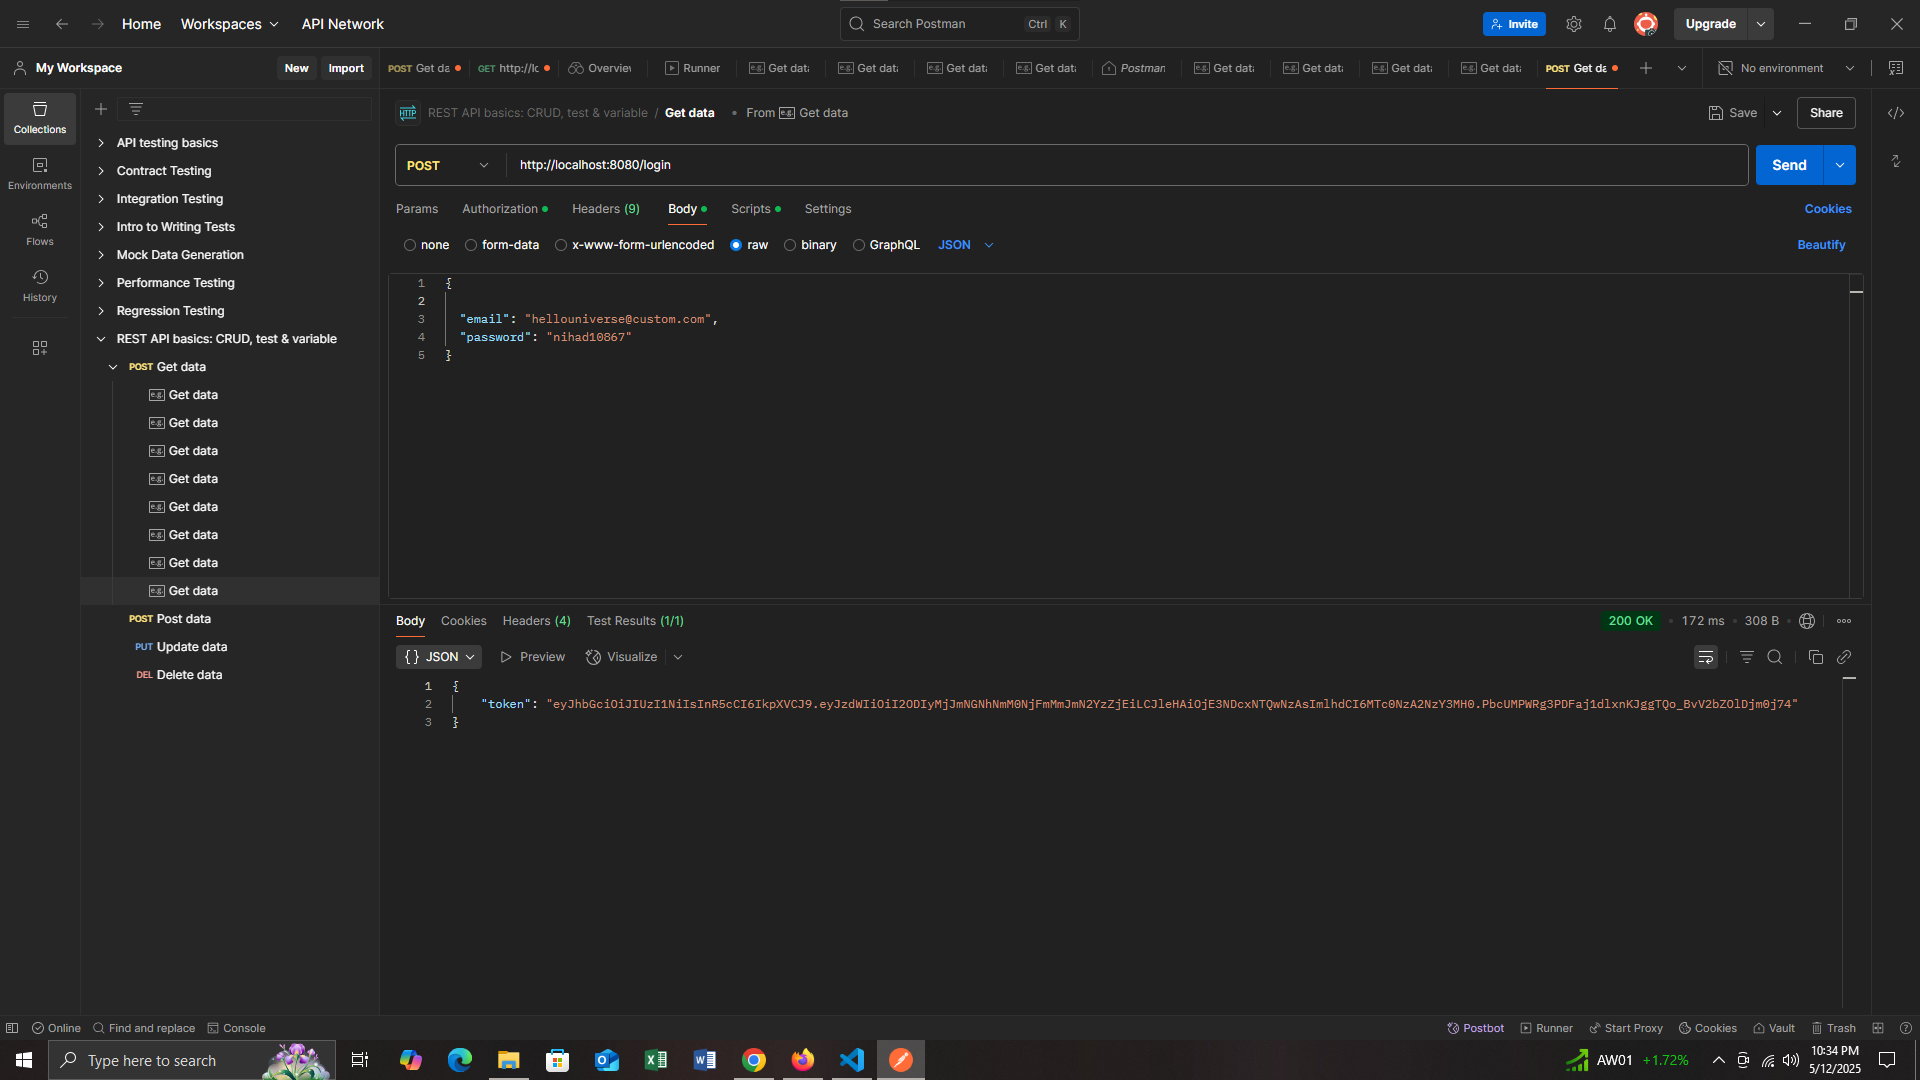 Home Workspaces API Network
Search Postman Ctrl K
Invite Upgrade
My Workspace New Import
POST Get da GET http://lo Overview Runner Get dat Get dat Get dat Get dat Postman Get dat Get dat Get dat Get dat POST Get da No environment
Collections
Environments
Flows
History
API testing basics
Contract Testing
Integration Testing
Intro to Writing Tests
Mock Data Generation
Performance Testing
Regression Testing
REST API basics: CRUD, test & variable
POST Get data
e.g. Get data
e.g. Get data
e.g. Get data
e.g. Get data
e.g. Get data
e.g. Get data
e.g. Get data
e.g. Get data
POST Post data
PUT Update data
DEL Delete data
HTTP REST API basics: CRUD, test & variable / Get data • From e.g. Get data
Save Share
POST http://localhost:8080/login Send
Params Authorization Headers (9) Body Scripts Settings Cookies
none form-data x-www-form-urlencoded raw binary GraphQL JSON Beautify
1 {
2
3 "email": "hellouniverse@custom.com",
4 "password": "nihad10867"
5 }
Body Cookies Headers (4) Test Results (1/1) 200 OK • 172 ms • 308 B
{} JSON Preview Visualize
1 {
2 "token": "eyJhbGciOiJIUzI1NiIsInR5cCI6IkpXVCJ9.eyJzdWIiOiI2ODIyMjJmNGNhNmM0NjFmMmJmN2YzZjEiLCJleHAiOjE3NDcxNTQwNzAsImlhdCI6MTc0NzA2NzY3MH0.PbcUMPWRg3PDFaj1dlxnKJggTQo_BvV2bZOlDjm0j74"
3 }
Online Find and replace Console
Postbot Runner Start Proxy Cookies Vault Trash
Type here to search
AW01 +1.72%
10:34 PM
5/12/2025